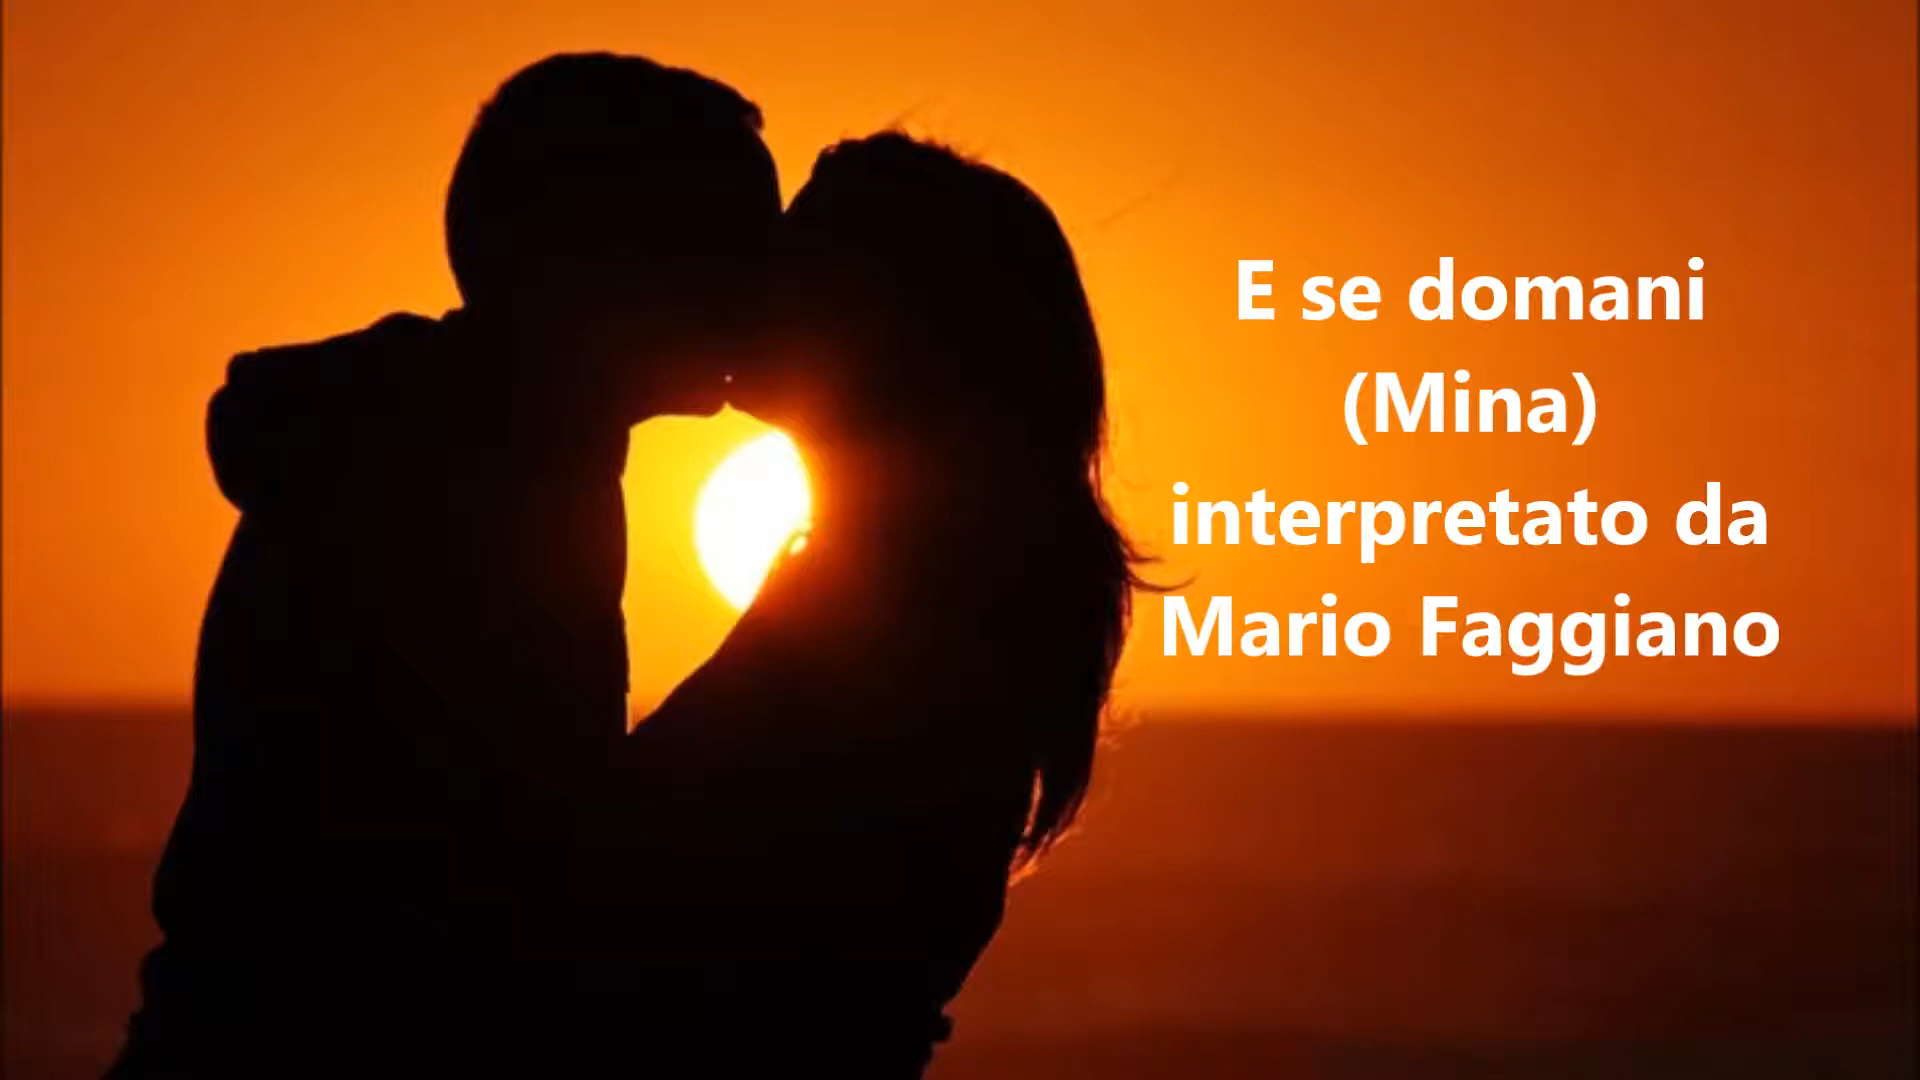 E se domani
(Mina)
interpretato da
Mario Faggiano